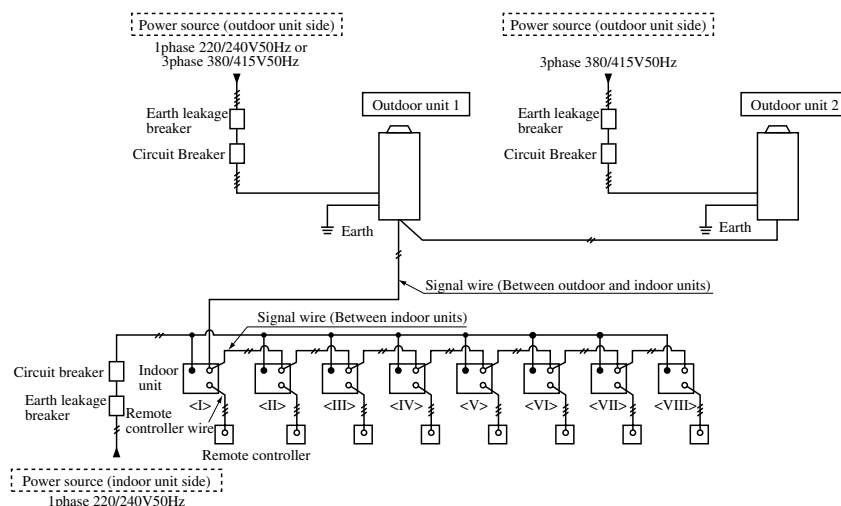 Power source (outdoor unit side)
1phase 220/240V50Hz or
3phase 380/415V50Hz
Earth leakage
breaker
Circuit Breaker
Outdoor unit 1
Earth
Power source (outdoor unit side)
3phase 380/415V50Hz
Earth leakage
breaker
Circuit Breaker
Outdoor unit 2
Earth
Signal wire (Between outdoor and indoor units)
Signal wire (Between indoor units)
Circuit breaker
Earth leakage
breaker
Indoor
unit
Remote
controller wire
<I>
<II>
<III>
<IV>
<V>
<VI>
<VII>
<VIII>
Remote controller
Power source (indoor unit side)
1phase 220/240V50Hz